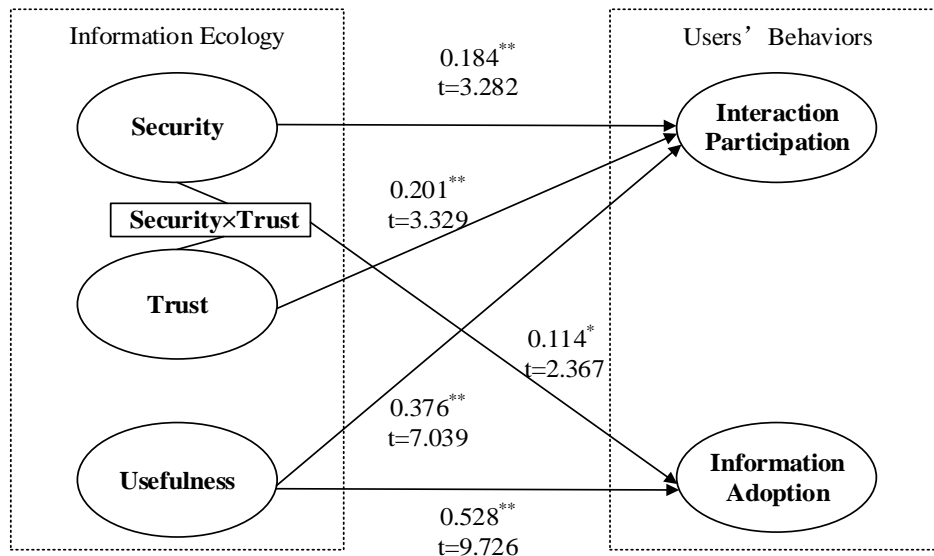 Information Ecology
Users’ Behaviors
0.184**
t=3.282
Security
Interaction
Participation
0.201**
t=3.329
Security×Trust
Trust
0.114*
t=2.367
0.376**
t=7.039
Usefulness
Information
Adoption
0.528**
t=9.726